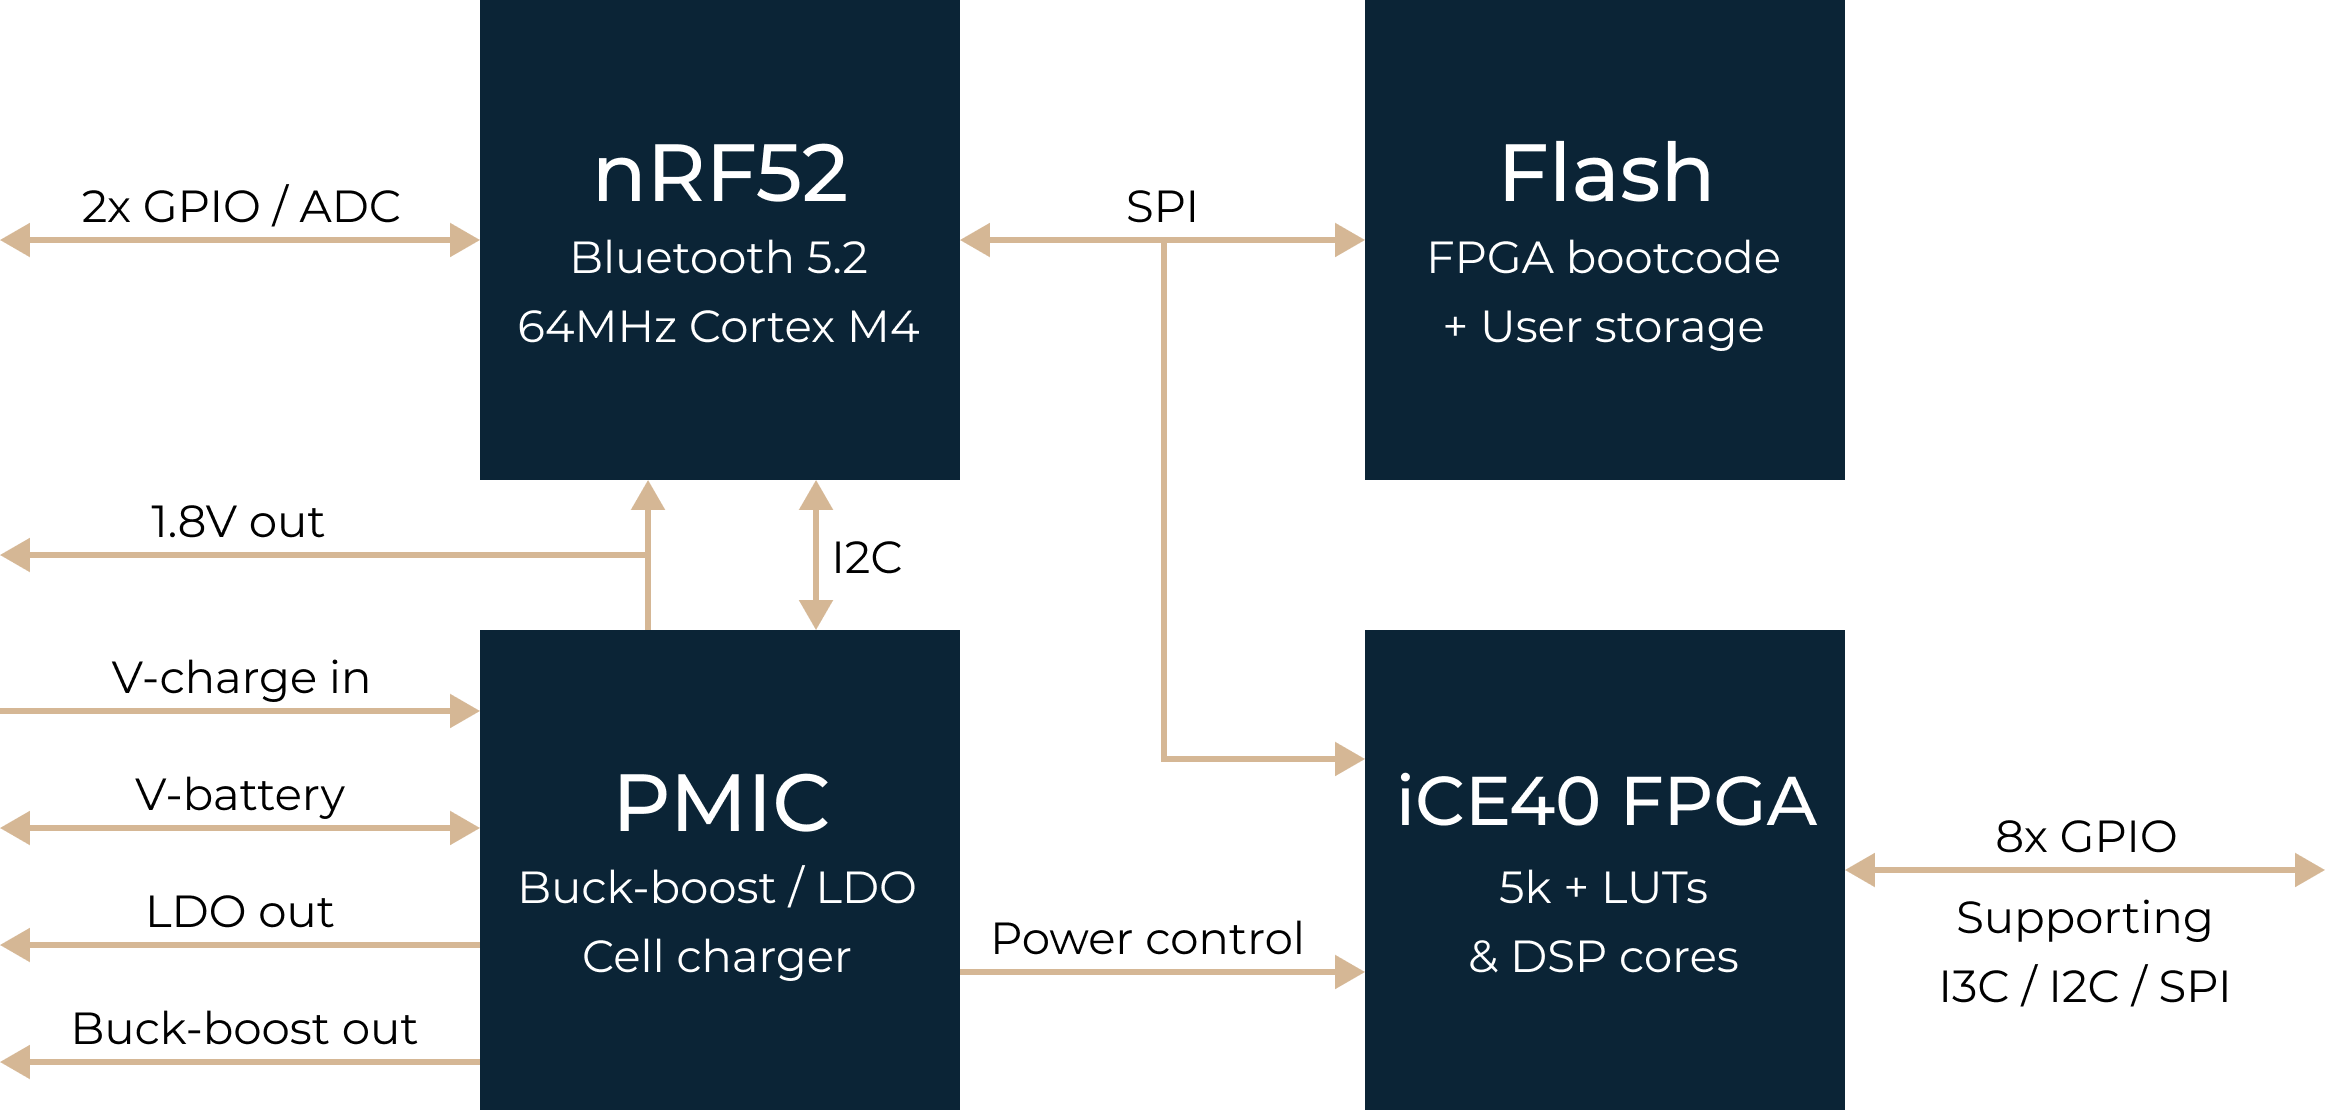 2x GPIO / ADC
nRF52
Bluetooth 5.2
64MHz Cortex M4
SPI
Flash
FPGA bootcode
+ User storage
1.8V out
I2C
V-charge in
V-battery
LDO out
Buck-boost out
PMIC
Buck-boost / LDO
Cell charger
Power control
iCE40 FPGA
5k + LUTs
& DSP cores
8x GPIO
Supporting
I3C / I2C / SPI